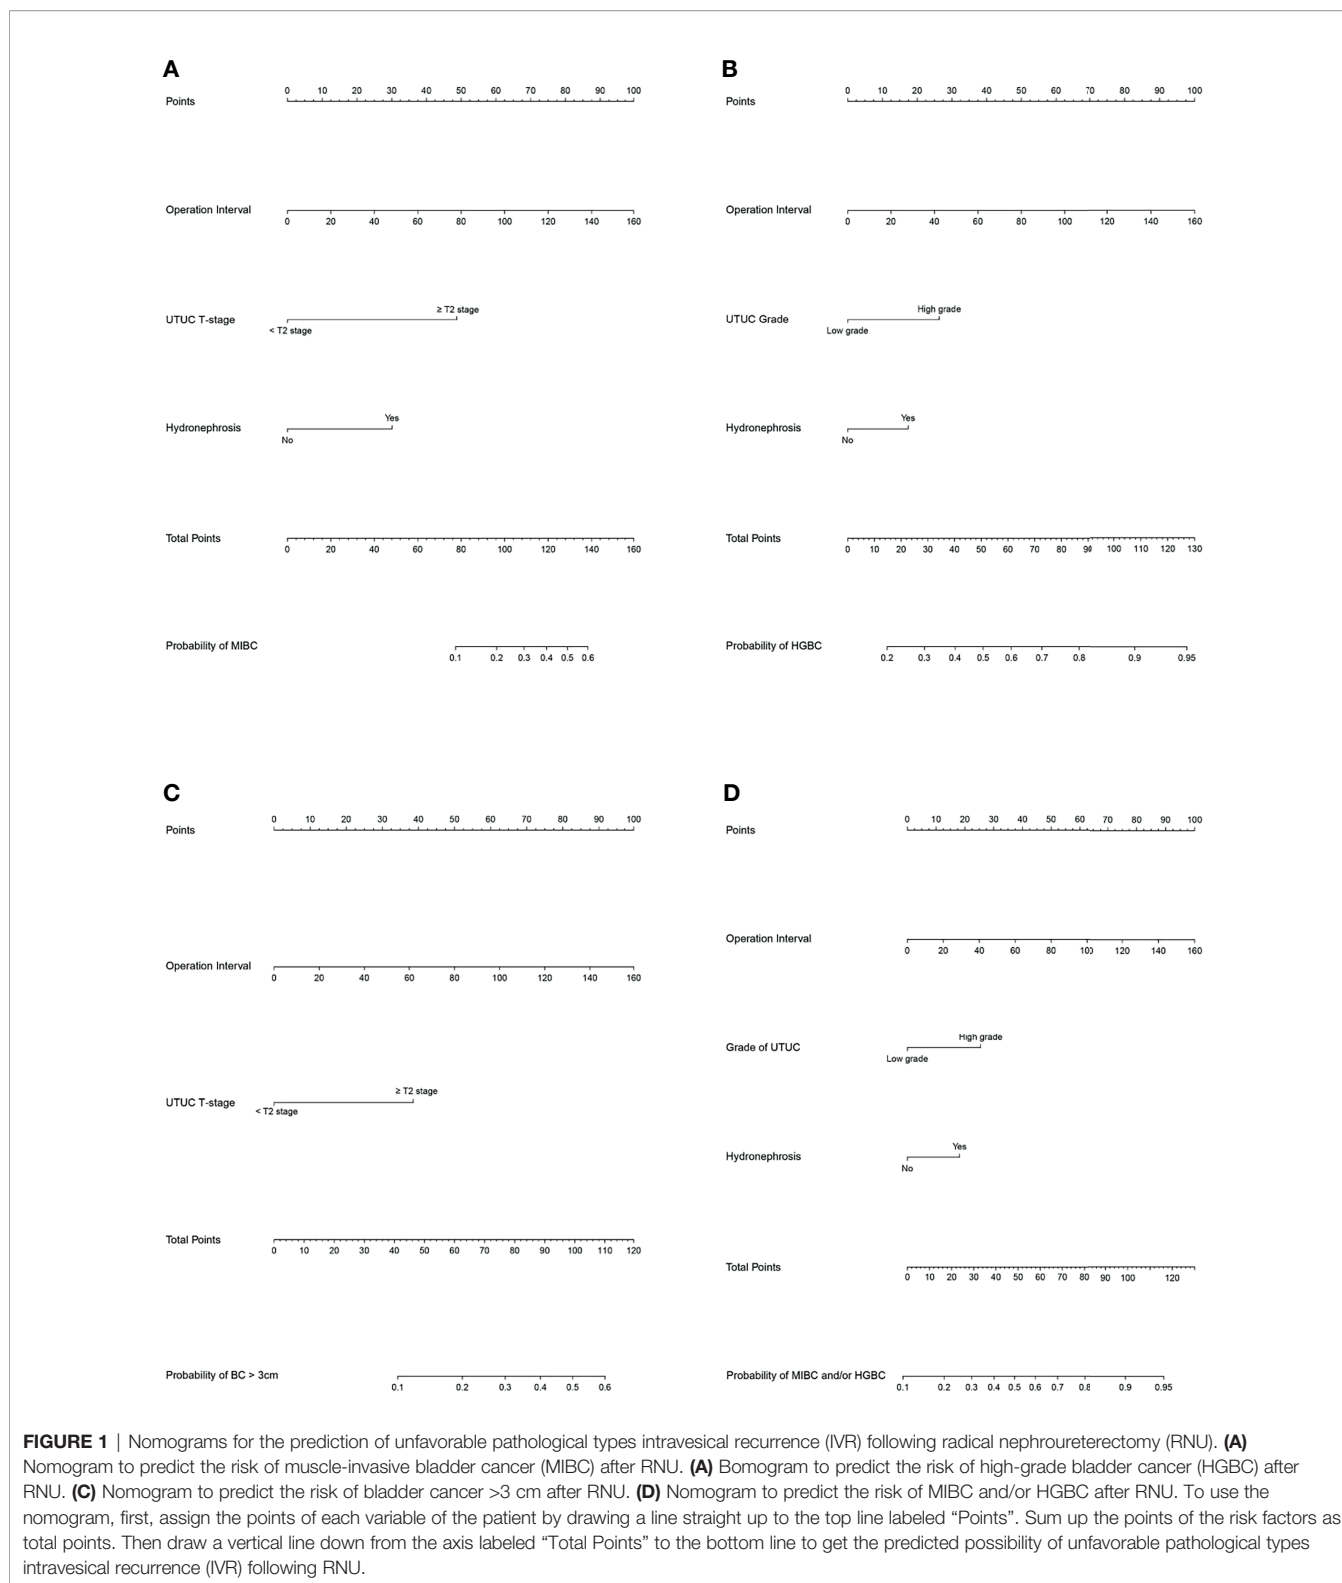 A
Points
0 10 20 30 40 50 60 70 80 90 100
Operation Interval
0 20 40 60 80 100 120 140 160
≥ T2 stage
UTUC T-stage
< T2 stage
Yes
Hydronephrosis
No
Total Points
0 20 40 60 80 100 120 140 160
Probability of MIBC
0.1 0.2 0.3 0.4 0.5 0.6
B
0 10 20 30 40 50 60 70 80 90 100
Points
Operation Interval
0 20 40 60 80 100 120 140 160
High grade
UTUC Grade
Low grade
Yes
Hydronephrosis
No
Total Points
0 10 20 30 40 50 60 70 80 90 100 110 120 130
Probability of HGBC
0.2 0.3 0.4 0.5 0.6 0.7 0.8 0.9 0.95
C
0 10 20 30 40 50 60 70 80 90 100
Points
Operation Interval
0 20 40 60 80 100 120 140 160
≥ T2 stage
UTUC T-stage
< T2 stage
Total Points
0 10 20 30 40 50 60 70 80 90 100 110 120
Probability of BC > 3cm
0.1 0.2 0.3 0.4 0.5 0.6
D
0 10 20 30 40 50 60 70 80 90 100
Points
Operation Interval
0 20 40 60 80 100 120 140 160
High grade
Grade of UTUC
Low grade
Yes
Hydronephrosis
No
Total Points
0 10 20 30 40 50 60 70 80 90 100 120
Probability of MIBC and/or HGBC
0.1 0.2 0.3 0.4 0.5 0.6 0.7 0.8 0.9 0.95
FIGURE 1 | Nomograms for the prediction of unfavorable pathological types intravesical recurrence (IVR) following radical nephroureterectomy (RNU). (A)
Nomogram to predict the risk of muscle-invasive bladder cancer (MIBC) after RNU. (A) Bomogram to predict the risk of high-grade bladder cancer (HGBC) after
RNU. (C) Nomogram to predict the risk of bladder cancer >3 cm after RNU. (D) Nomogram to predict the risk of MIBC and/or HGBC after RNU. To use the
nomogram, first, assign the points of each variable of the patient by drawing a line straight up to the top line labeled “Points”. Sum up the points of the risk factors as
total points. Then draw a vertical line down from the axis labeled “Total Points” to the bottom line to get the predicted possibility of unfavorable pathological types
intravesical recurrence (IVR) following RNU.